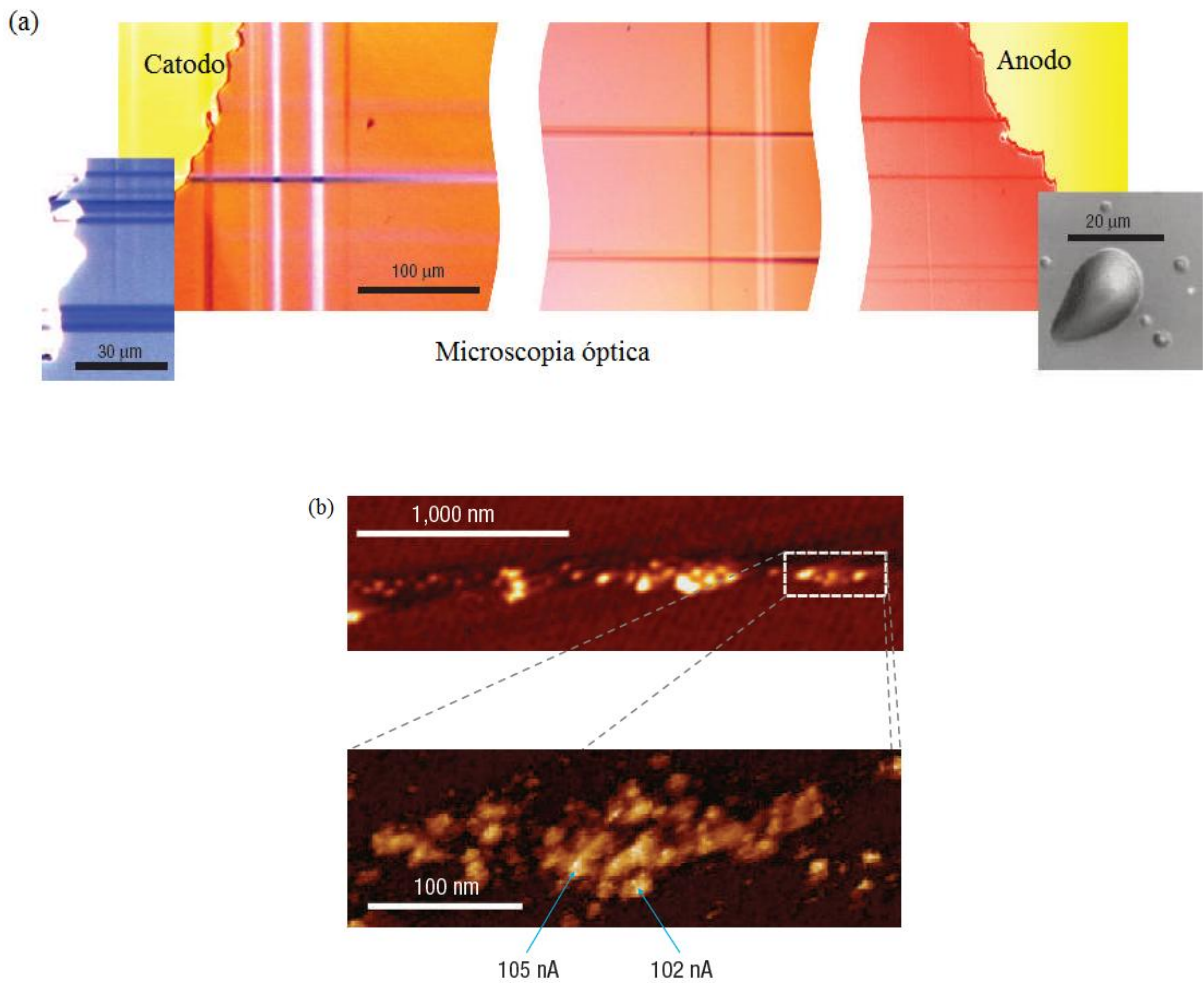 (a)
Catodo
Anodo
100 µm
20 µm
30 µm
Microscopia óptica
(b)
1,000 nm
100 nm
105 nA
102 nA